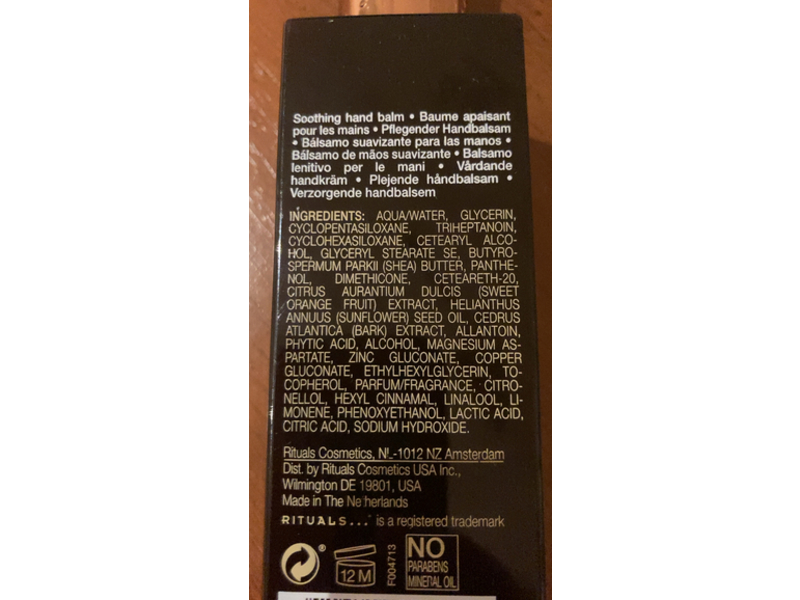 Soothing hand balm • Baume apaisant
pour les mains • Pflegender Handbalsam
• Bálsamo suavizante para las manos •
Bálsamo de mãos suavizante • Balsamo
lenitivo per le mani • Vårdande
handkräm • Plejende håndbalsam •
Verzorgende handbalsem
INGREDIENTS: AQUA/WATER, GLYCERIN,
CYCLOPENTASILOXANE, TRIHEPTANOIN,
CYCLOHEXASILOXANE, CETEARYL ALCO-
HOL, GLYCERYL STEARATE SE, BUTYRO-
SPERMUM PARKII (SHEA) BUTTER, PANTHE-
NOL, DIMETHICONE, CETEARETH-20,
CITRUS AURANTIUM DULCIS (SWEET
ORANGE FRUIT) EXTRACT, HELIANTHUS
ANNUUS (SUNFLOWER) SEED OIL, CEDRUS
ATLANTICA (BARK) EXTRACT, ALLANTOIN,
PHYTIC ACID, ALCOHOL, MAGNESIUM AS-
PARTATE, ZINC GLUCONATE, COPPER
GLUCONATE, ETHYLHEXYLGLYCERIN, TO-
COPHEROL, PARFUM/FRAGRANCE, CITRO-
NELLOL, HEXYL CINNAMAL, LINALOOL, LI-
MONENE, PHENOXYETHANOL, LACTIC ACID,
CITRIC ACID, SODIUM HYDROXIDE.
Rituals Cosmetics, NL-1012 NZ Amsterdam
Dist. by Rituals Cosmetics USA Inc.,
Wilmington DE 19801, USA
Made in The Netherlands
RITUALS... is a registered trademark
®
12 M
F004713
NO
PARABENS
MINERAL OIL